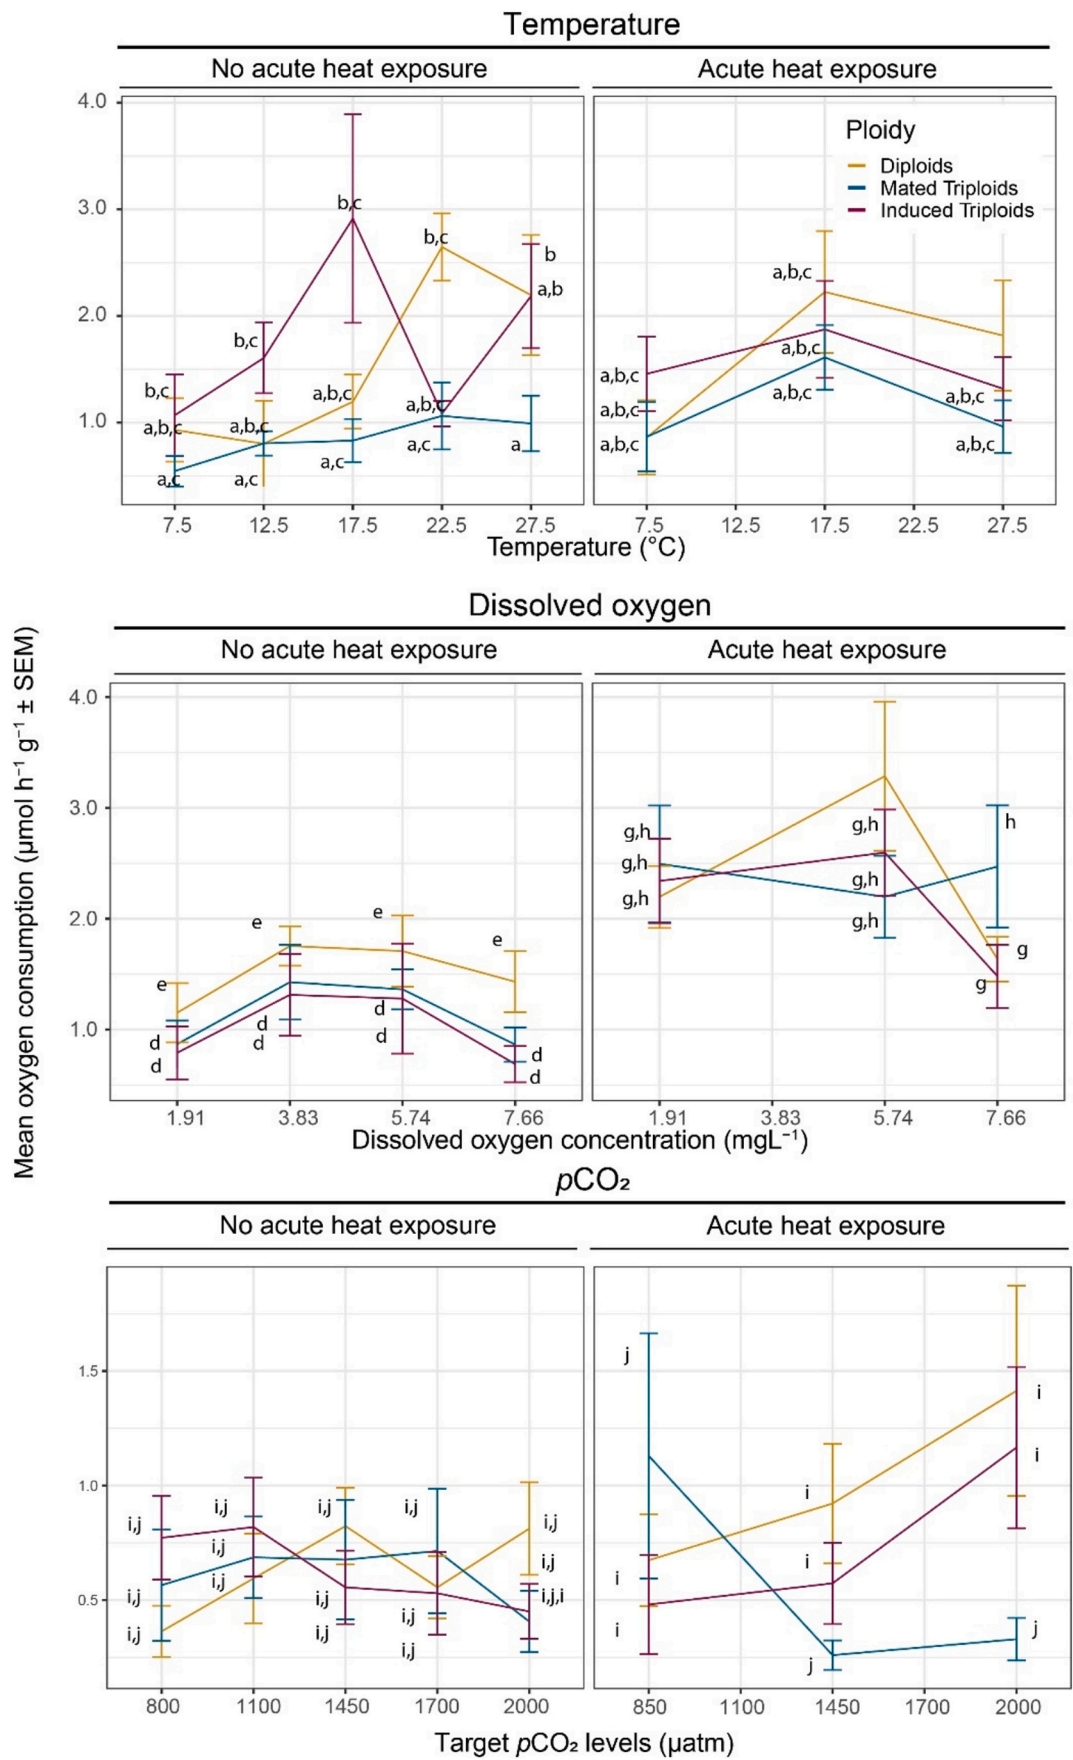 Temperature
No acute heat exposure
Acute heat exposure
4.0
3.0
2.0
1.0
b,c
b,c
b,c
b,c
b
a,b
b,c
a,b,c
a,b,c
a,b,c
a,b,c
a,c
a,c
a,c
a,c
a
Ploidy
Diploids
Mated Triploids
Induced Triploids
a,b,c
a,b,c
a,b,c
a,b,c
a,b,c
a,b,c
a,b,c
a,b,c
7.5 12.5 17.5 22.5 27.5
7.5 12.5 17.5 22.5 27.5
Temperature (°C)
Mean oxygen consumption (µmol h⁻¹ g⁻¹ ± SEM)
Dissolved oxygen
No acute heat exposure
Acute heat exposure
4.0
3.0
2.0
1.0
e
e
e
e
d
d
d
d
d
d
d
d
g,h
g,h
g,h
g,h
g,h
g,h
h
g
g
1.91 3.83 5.74 7.66
1.91 3.83 5.74 7.66
Dissolved oxygen concentration (mgL⁻¹)
pCO₂
No acute heat exposure
Acute heat exposure
1.5
1.0
0.5
i,j
i,j
i,j
i,j
i,j
i,j
i,j
i,j
i,j
i,j
i,j
i,j
i,j
i,j
i,j,i
j
i
i
i
i
j
i
i
j
800 1100 1450 1700 2000
850 1100 1450 1700 2000
Target pCO₂ levels (µatm)